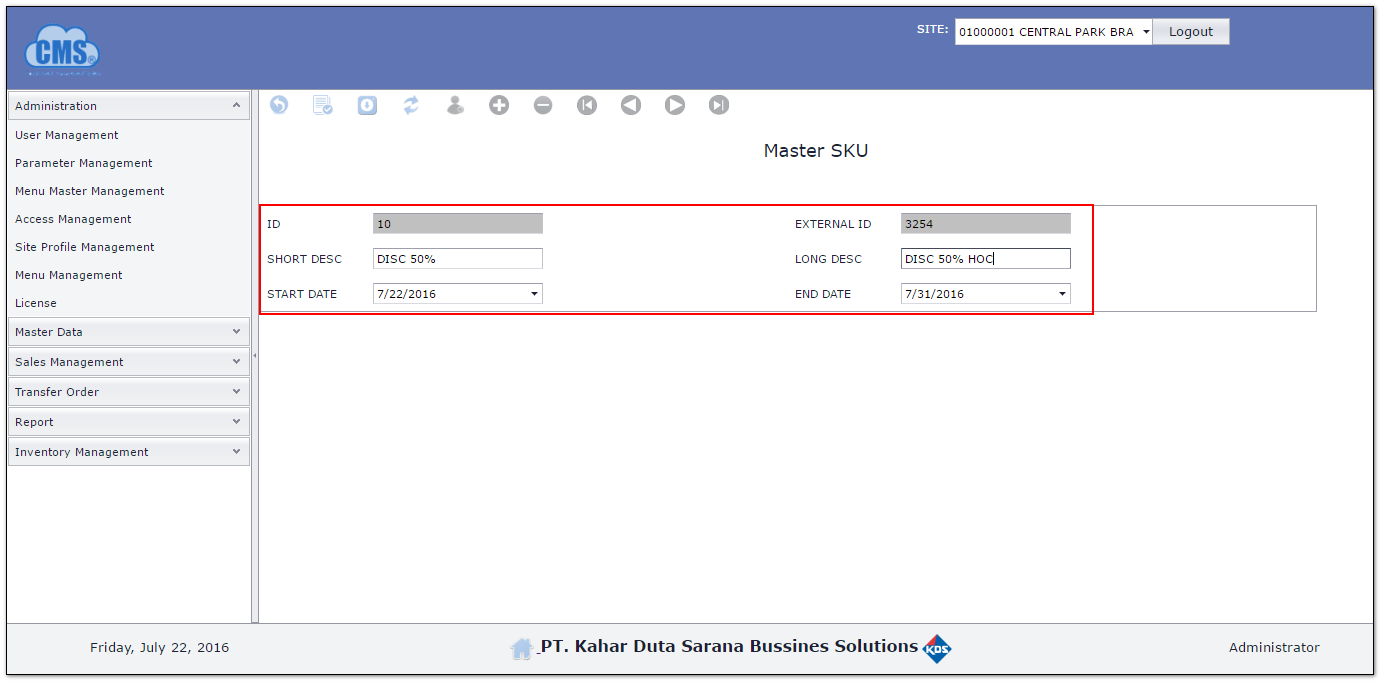 SITE: 01000001 CENTRAL PARK BRA Logout
CMS
Administration
User Management
Parameter Management
Menu Master Management
Access Management
Site Profile Management
Menu Management
License
Master Data
Sales Management
Transfer Order
Report
Inventory Management
Master SKU
ID 10 EXTERNAL ID 3254
SHORT DESC DISC 50% LONG DESC DISC 50% HOC
START DATE 7/22/2016 END DATE 7/31/2016
Friday, July 22, 2016 PT. Kahar Duta Sarana Bussines Solutions KDS Administrator